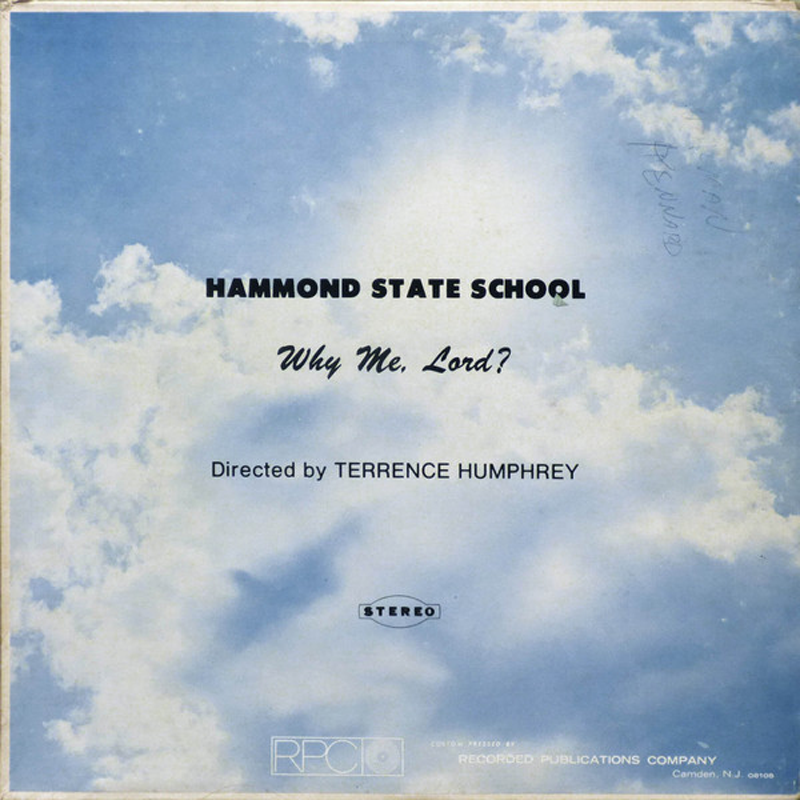 HAMMOND STATE SCHOOL
Why Me, Lord?
Directed by TERRENCE HUMPHREY
STEREO
RPC
CUSTOM PRESSED BY
RECORDED PUBLICATIONS COMPANY
Camden, N.J. 08105